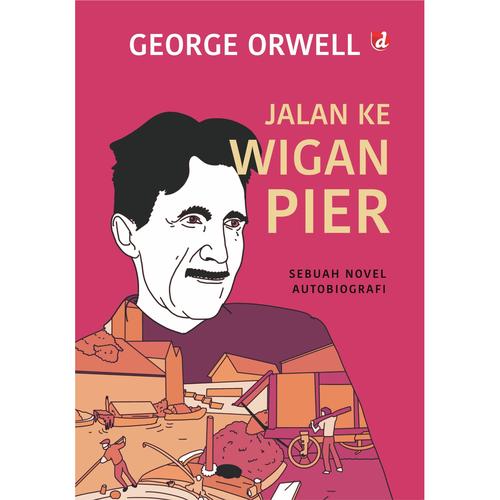 GEORGE ORWELL d
JALAN KE
WIGAN
PIER
SEBUAH NOVEL
AUTOBIOGRAFI